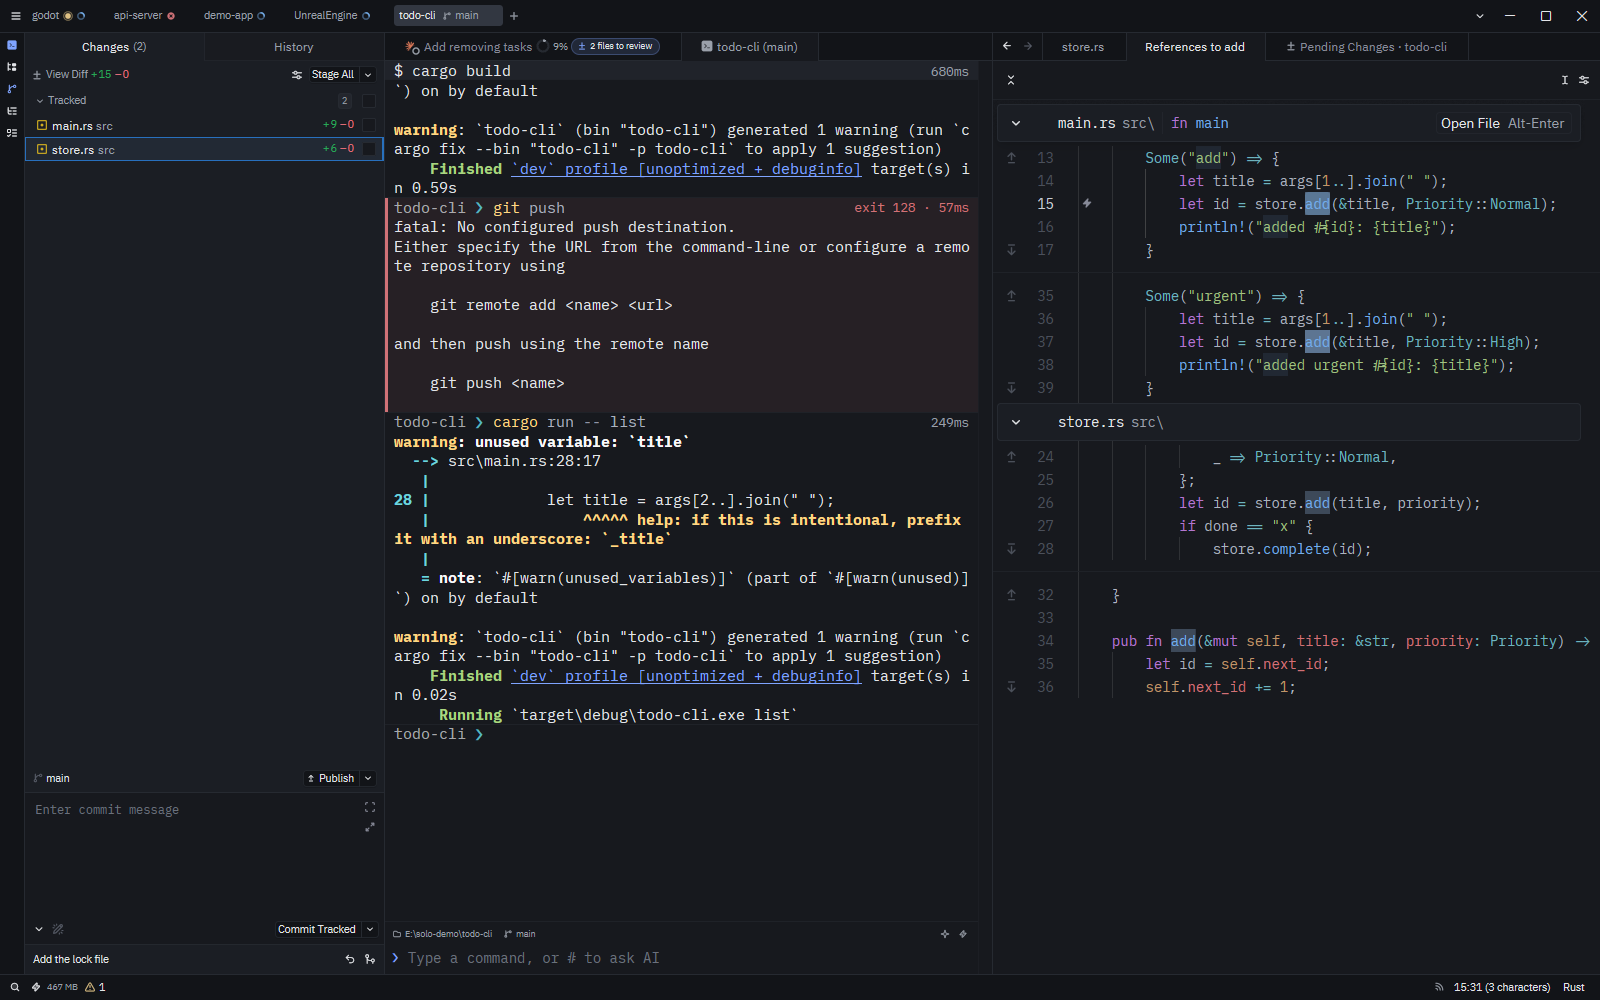 godot api-server demo-app UnrealEngine todo-cli main
Changes (2) History
View Diff +15 −0 Stage All
Tracked 2
main.rs src +9 −0
store.rs src +6 −0
main Publish
Enter commit message
Commit Tracked
Add the lock file
Add removing tasks 9% ± 2 files to review todo-cli (main)
$ cargo build 680ms
`) on by default
warning: `todo-cli` (bin "todo-cli") generated 1 warning (run `c
argo fix --bin "todo-cli" -p todo-cli` to apply 1 suggestion)
Finished `dev` profile [unoptimized + debuginfo] target(s) i
n 0.59s
todo-cli ❯ git push exit 128 · 57ms
fatal: No configured push destination.
Either specify the URL from the command-line or configure a remo
te repository using
git remote add <name> <url>
and then push using the remote name
git push <name>
todo-cli ❯ cargo run -- list 249ms
warning: unused variable: `title`
--> src\main.rs:28:17
|
28 | let title = args[2..].join(" ");
| ^^^^^ help: if this is intentional, prefix
it with an underscore: `_title`
|
= note: `#[warn(unused_variables)]` (part of `#[warn(unused)]
`) on by default
warning: `todo-cli` (bin "todo-cli") generated 1 warning (run `c
argo fix --bin "todo-cli" -p todo-cli` to apply 1 suggestion)
Finished `dev` profile [unoptimized + debuginfo] target(s) i
n 0.02s
Running `target\debug\todo-cli.exe list`
todo-cli ❯
E:\solo-demo\todo-cli main
❯ Type a command, or # to ask AI
store.rs References to add ± Pending Changes · todo-cli
main.rs src\ fn main Open File Alt-Enter
13 Some("add") => {
14 let title = args[1..].join(" ");
15 let id = store.add(&title, Priority::Normal);
16 println!("added #{id}: {title}");
17 }
35 Some("urgent") => {
36 let title = args[1..].join(" ");
37 let id = store.add(&title, Priority::High);
38 println!("added urgent #{id}: {title}");
39 }
store.rs src\
24 _ => Priority::Normal,
25 };
26 let id = store.add(title, priority);
27 if done == "x" {
28 store.complete(id);
32 }
33
34 pub fn add(&mut self, title: &str, priority: Priority) ->
35 let id = self.next_id;
36 self.next_id += 1;
467 MB 1 15:31 (3 characters) Rust